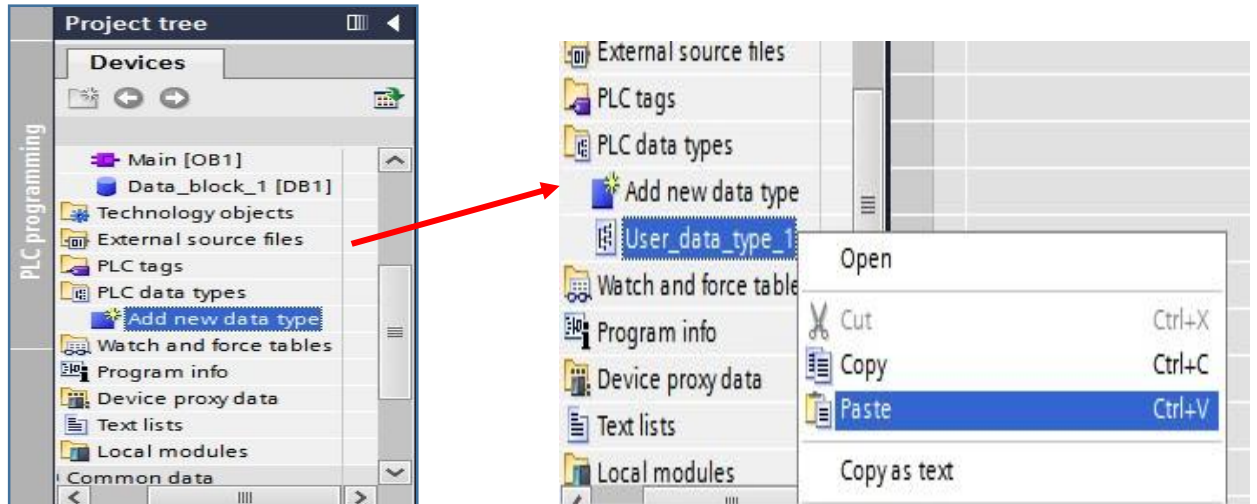 Project tree
Devices
PLC programming
Main [OB1]
Data_block_1 [DB1]
Technology objects
External source files
PLC tags
PLC data types
Add new data type
Watch and force tables
Program info
Device proxy data
Text lists
Local modules
Common data
External source files
PLC tags
PLC data types
Add new data type
User_data_type_1
Watch and force table
Program info
Device proxy data
Text lists
Local modules
Open
Cut Ctrl+X
Copy Ctrl+C
Paste Ctrl+V
Copy as text